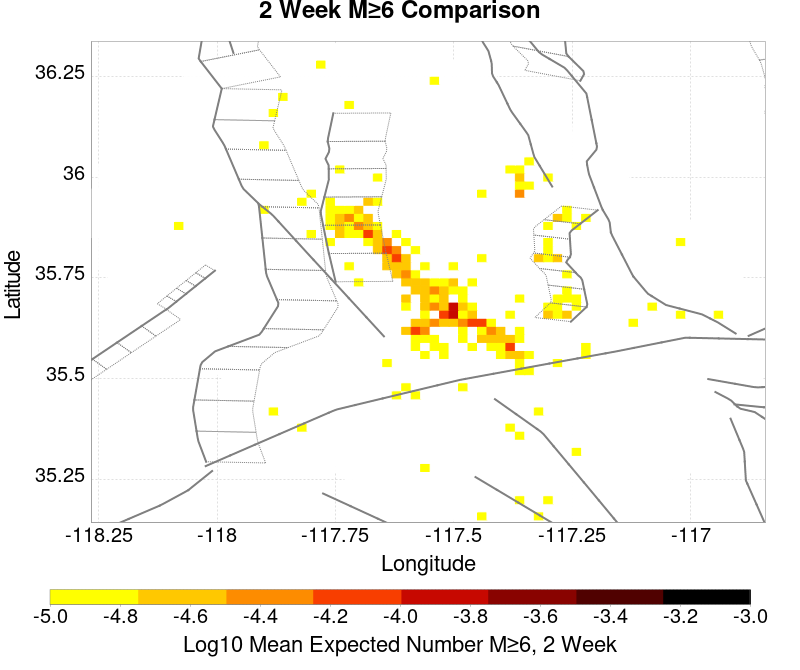 2 Week M≥6 Comparison
36.25
36
35.75
35.5
35.25
Latitude
-118.25 -118 -117.75 -117.5 -117.25 -117
Longitude
-5.0 -4.8 -4.6 -4.4 -4.2 -4.0 -3.8 -3.6 -3.4 -3.2 -3.0
Log10 Mean Expected Number M≥6, 2 Week